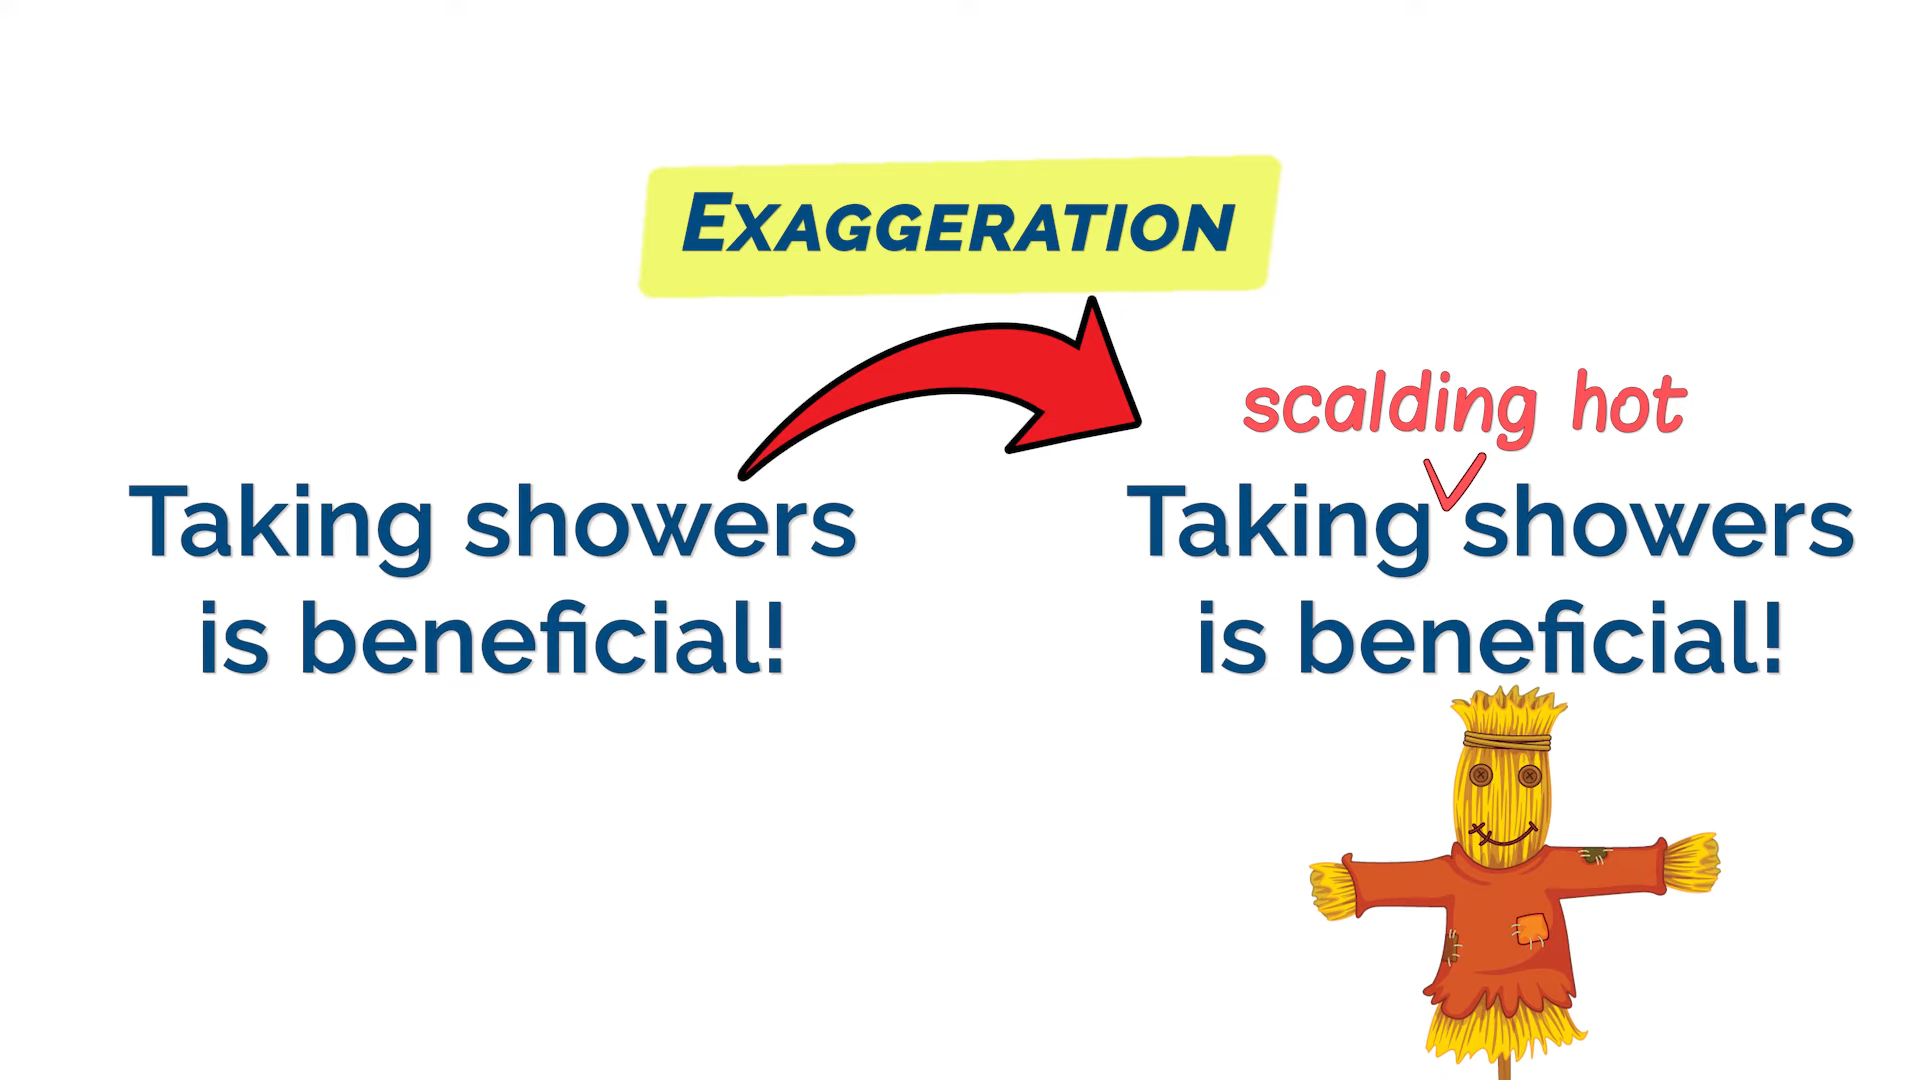 EXAGGERATION
Taking showers
is beneficial!
scalding hot
Taking showers
is beneficial!